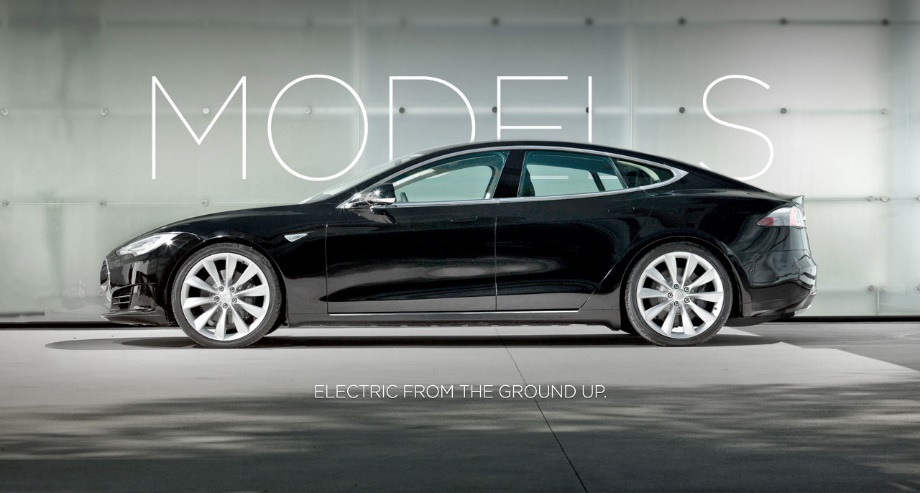 MODEL S
ELECTRIC FROM THE GROUND UP.